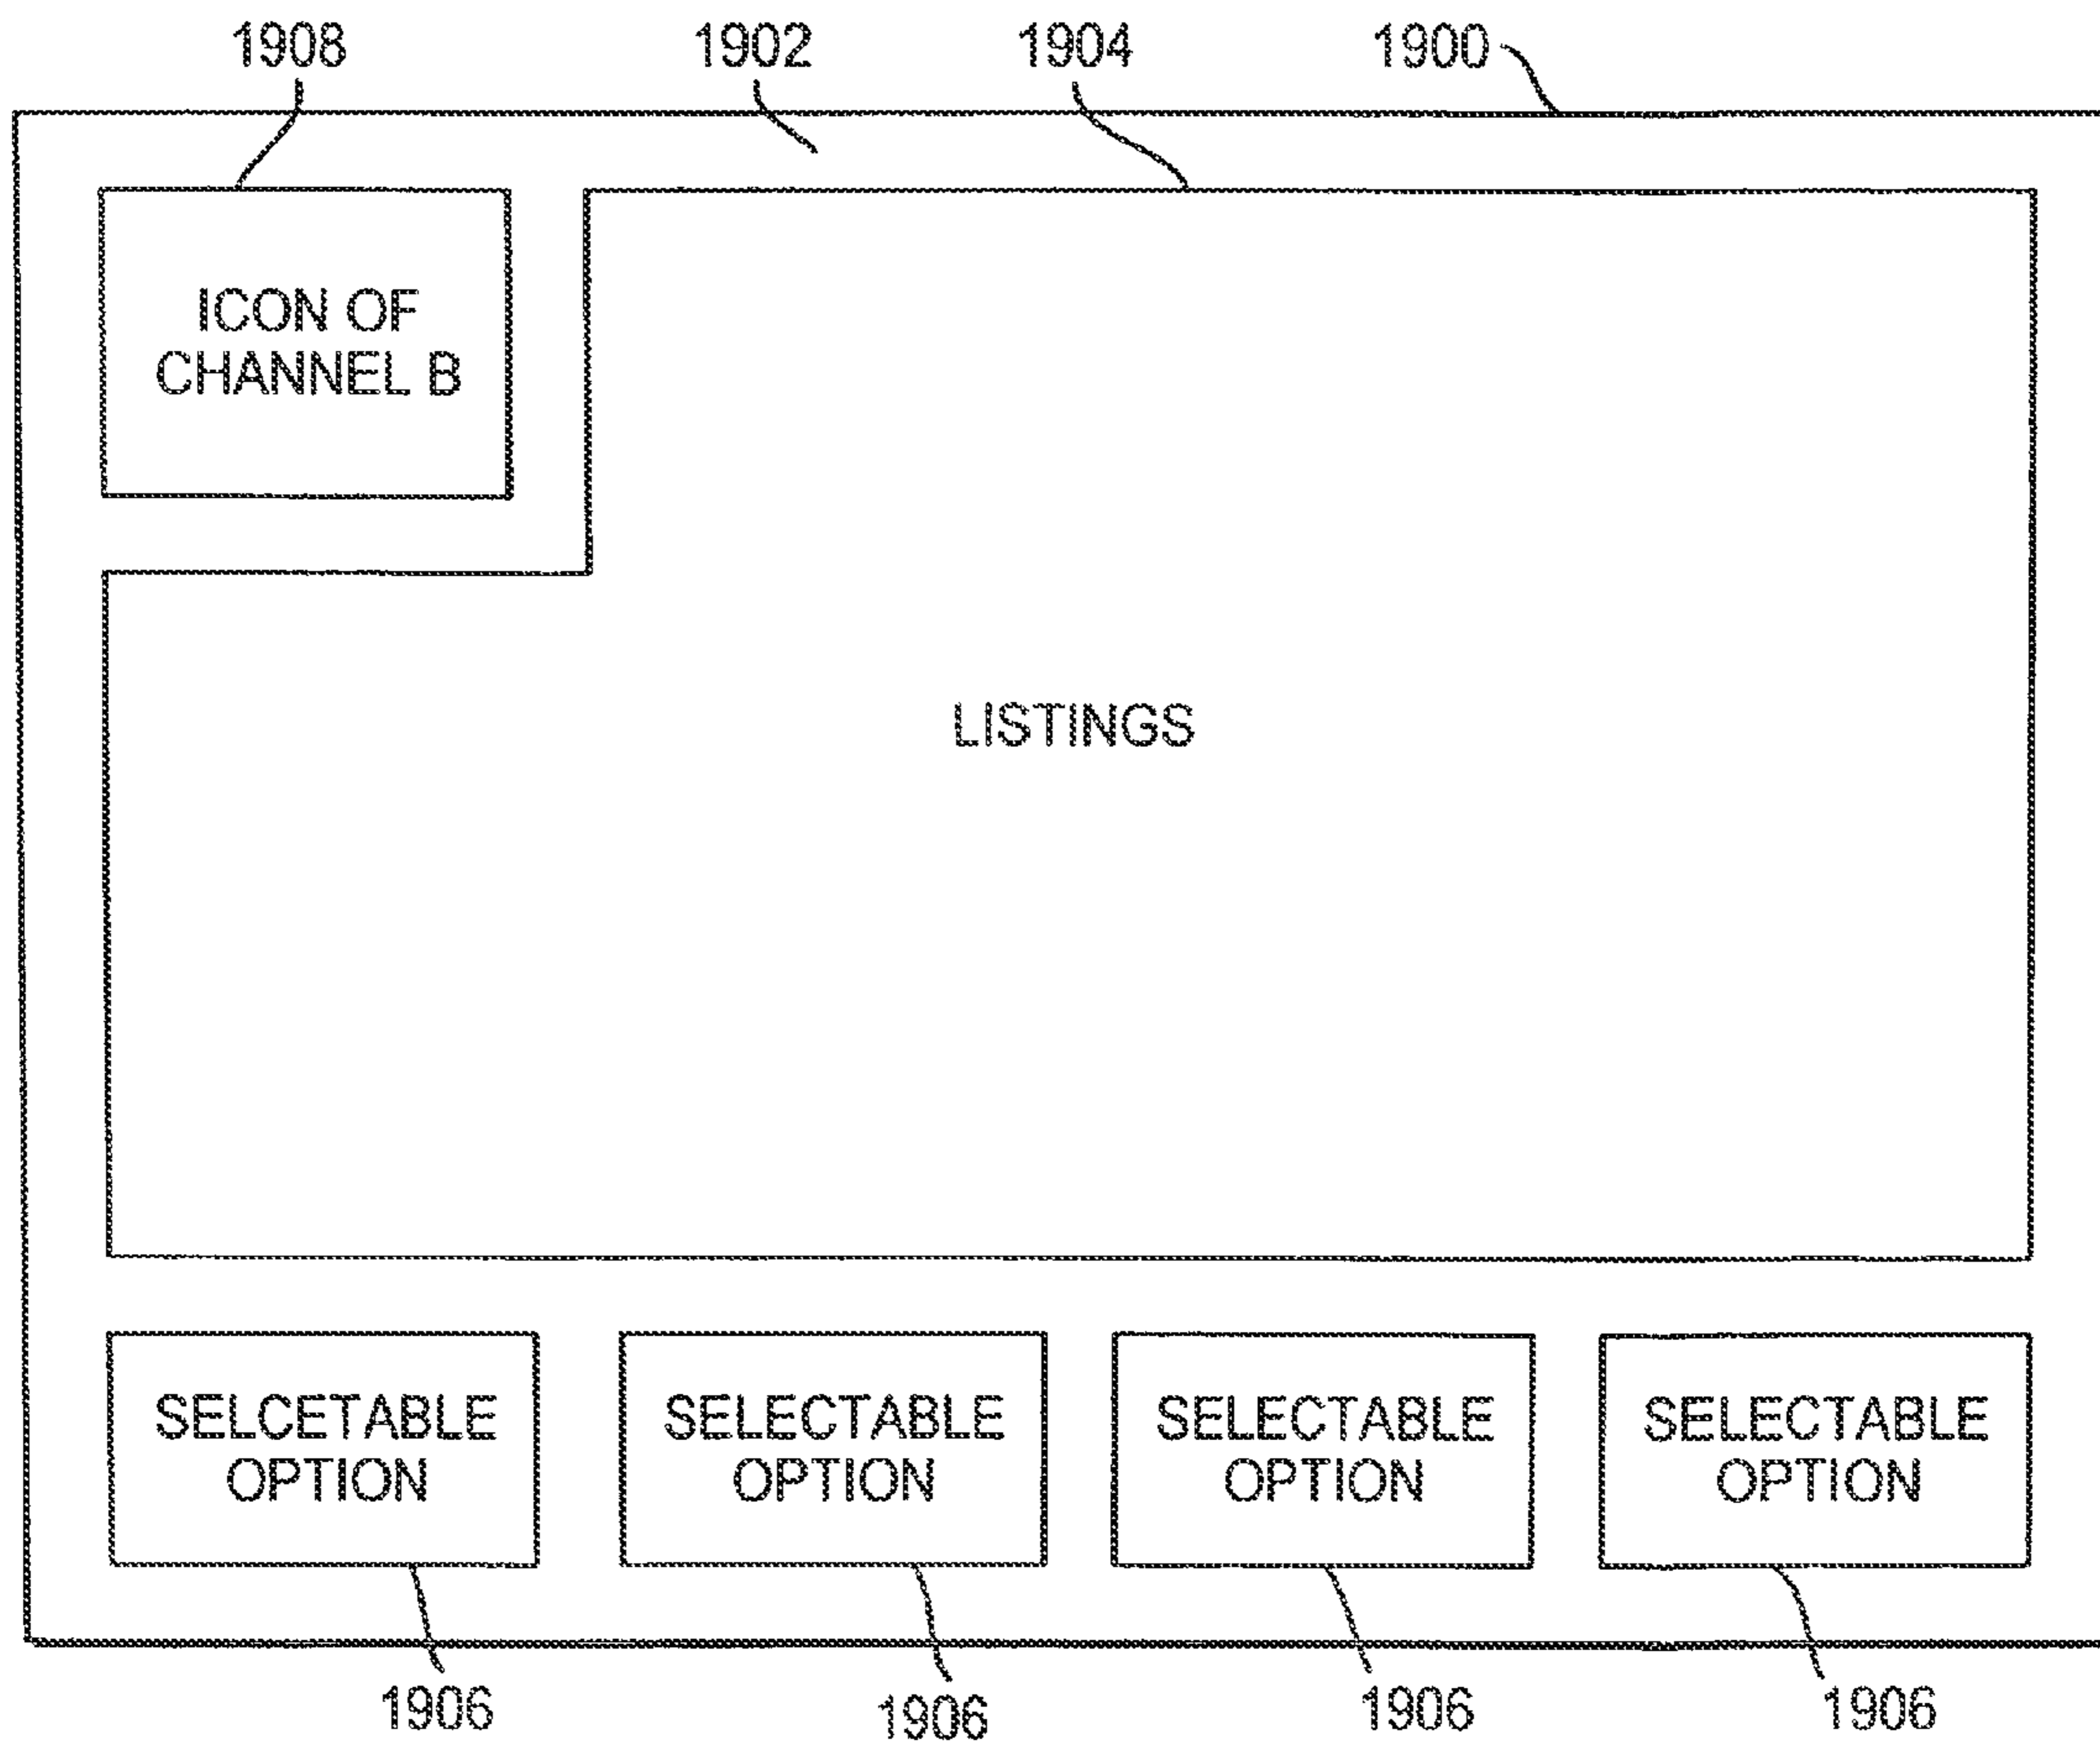 1908 1902 1904 1900
ICON OF
CHANNEL B
LISTINGS
SELCETABLE
OPTION
SELECTABLE
OPTION
SELECTABLE
OPTION
SELECTABLE
OPTION
1906 1906 1906 1906